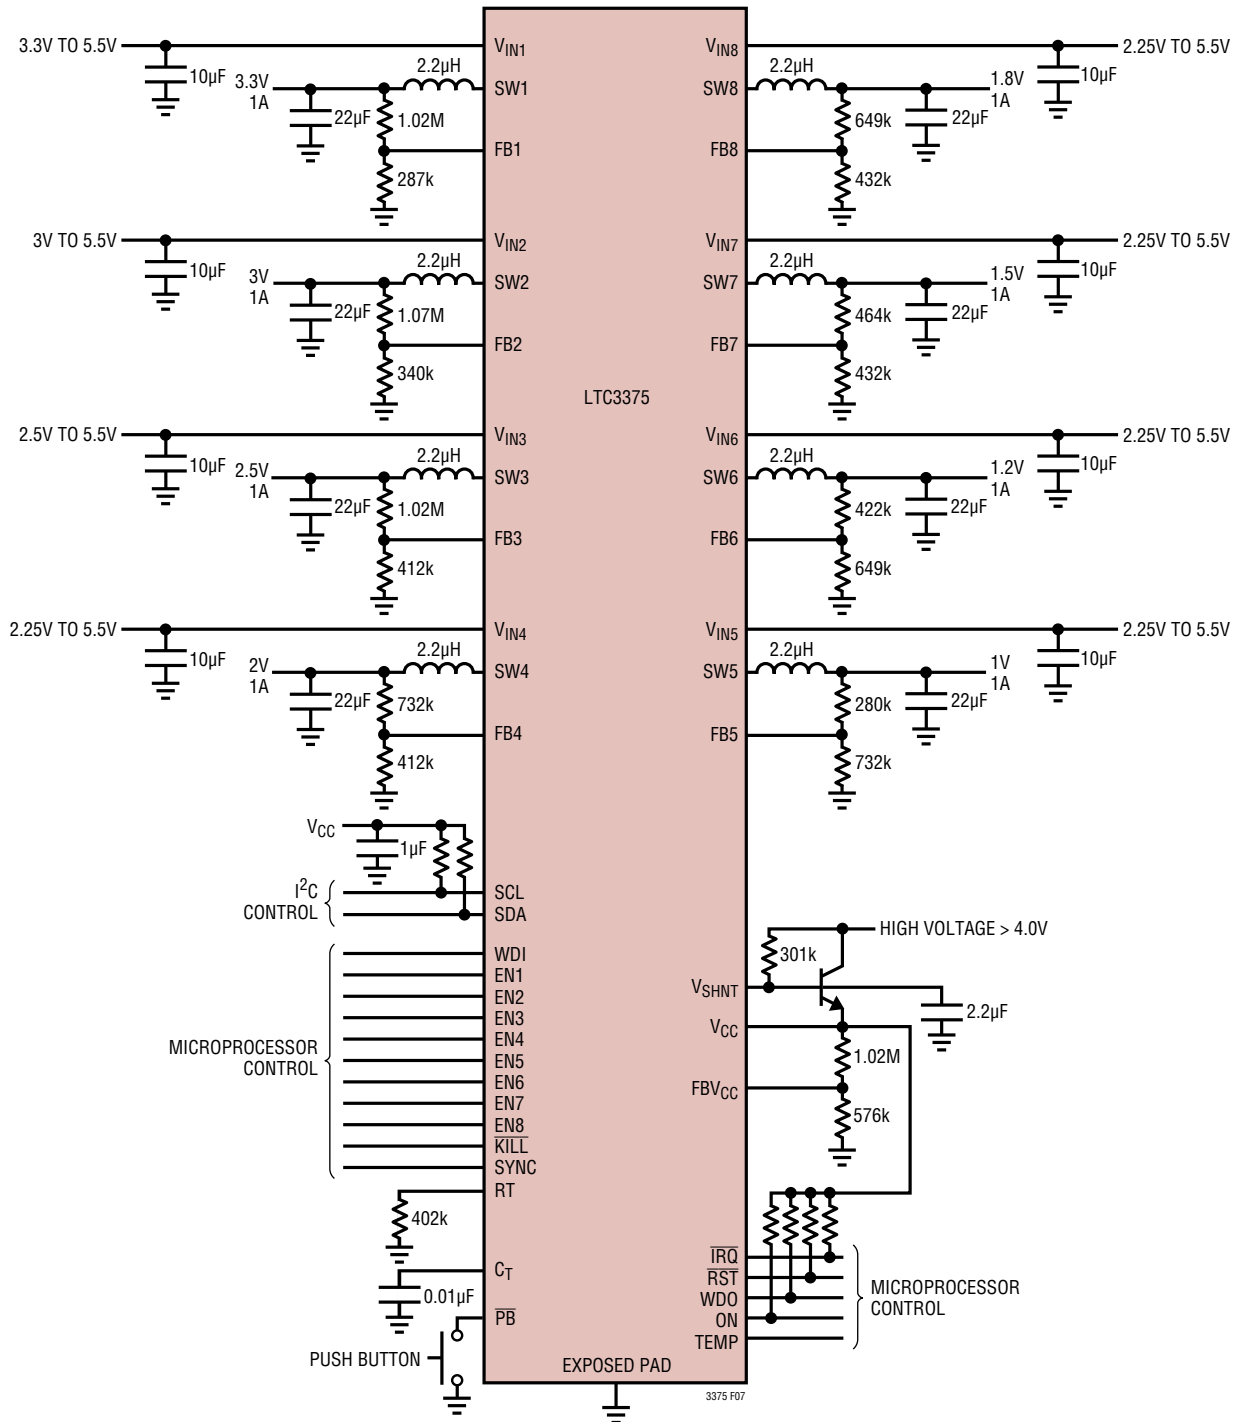 3.3V TO 5.5V
VIN1
VIN8
2.25V TO 5.5V
10µF
3.3V
1A
2.2µH
SW1
SW8
2.2µH
1.8V
1A
10µF
22µF
1.02M
649k
22µF
FB1
FB8
287k
432k
3V TO 5.5V
VIN2
VIN7
2.25V TO 5.5V
10µF
3V
1A
2.2µH
SW2
SW7
2.2µH
1.5V
1A
10µF
22µF
1.07M
464k
22µF
FB2
FB7
340k
432k
LTC3375
2.5V TO 5.5V
VIN3
VIN6
2.25V TO 5.5V
10µF
2.5V
1A
2.2µH
SW3
SW6
2.2µH
1.2V
1A
10µF
22µF
1.02M
422k
22µF
FB3
FB6
412k
649k
2.25V TO 5.5V
VIN4
VIN5
2.25V TO 5.5V
10µF
2V
1A
2.2µH
SW4
SW5
2.2µH
1V
1A
10µF
22µF
732k
280k
22µF
FB4
FB5
412k
732k
VCC
1µF
I2C
CONTROL
SCL
SDA
MICROPROCESSOR
CONTROL
WDI
EN1
EN2
EN3
EN4
EN5
EN6
EN7
EN8
KILL
SYNC
RT
402k
CT
0.01µF
PB
PUSH BUTTON
HIGH VOLTAGE > 4.0V
301k
VSHNT
2.2µF
VCC
1.02M
FBVCC
576k
IRQ
RST
WDO
ON
TEMP
MICROPROCESSOR
CONTROL
EXPOSED PAD
3375 F07